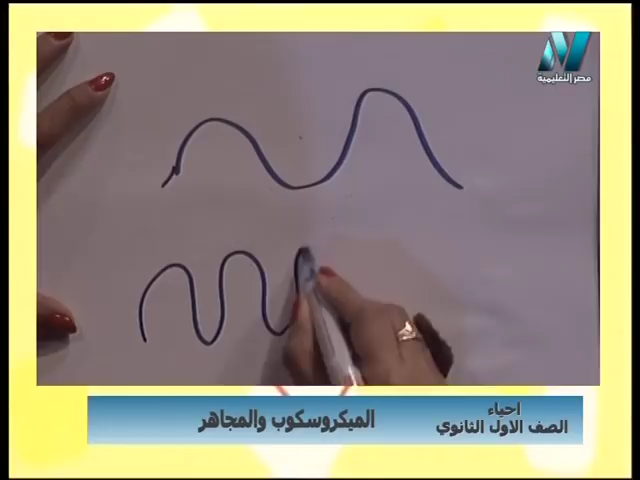 مصر التعليمية
احياء
الصف الاول الثانوي
الميكروسكوب والمجاهر